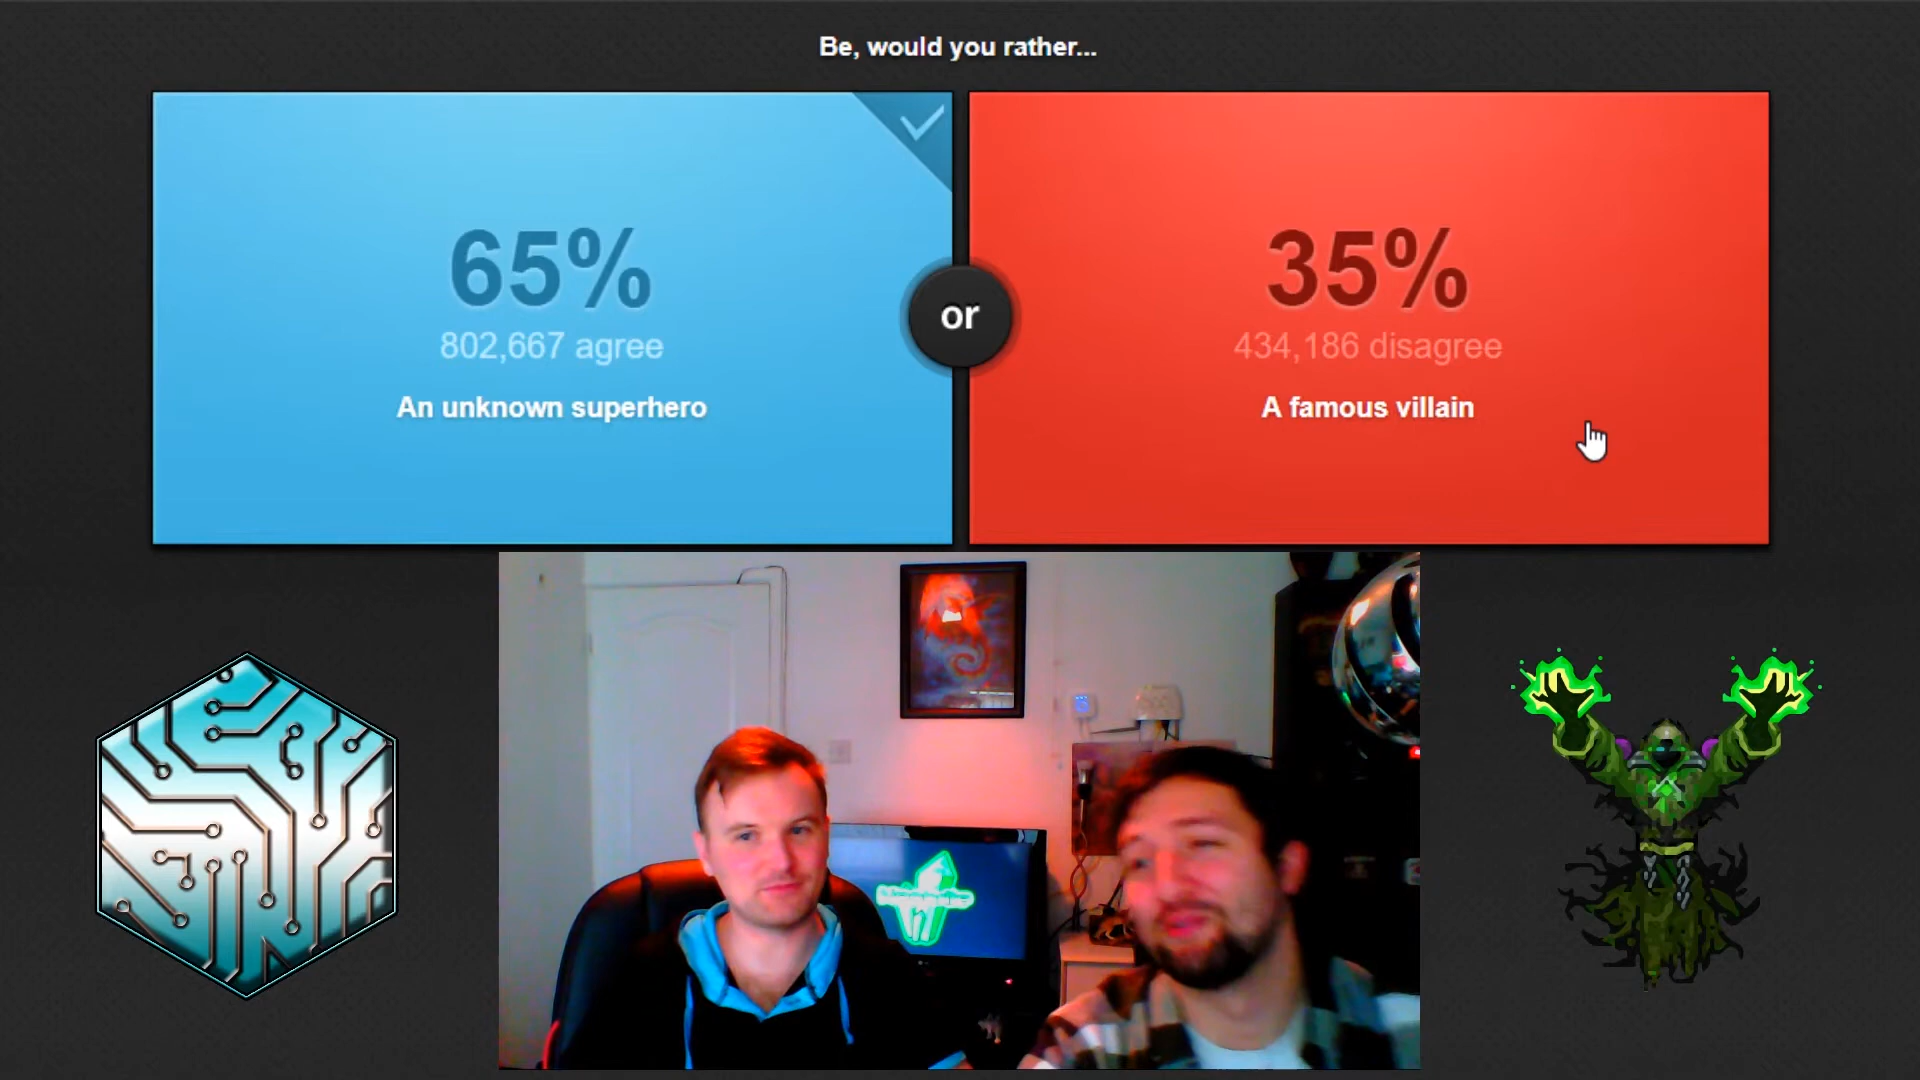 Be, would you rather...
65%
802,667 agree
An unknown superhero
or
35%
434,186 disagree
A famous villain